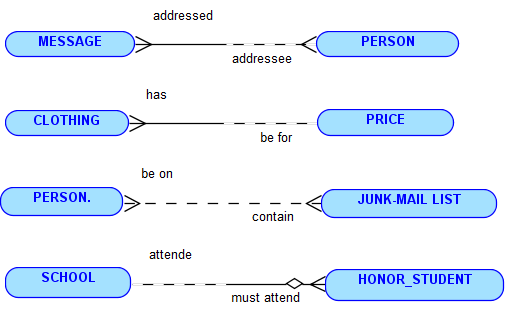 addressed
MESSAGE
PERSON
addressee
has
CLOTHING
PRICE
be for
be on
PERSON.
JUNK-MAIL LIST
contain
attende
SCHOOL
HONOR_STUDENT
must attend